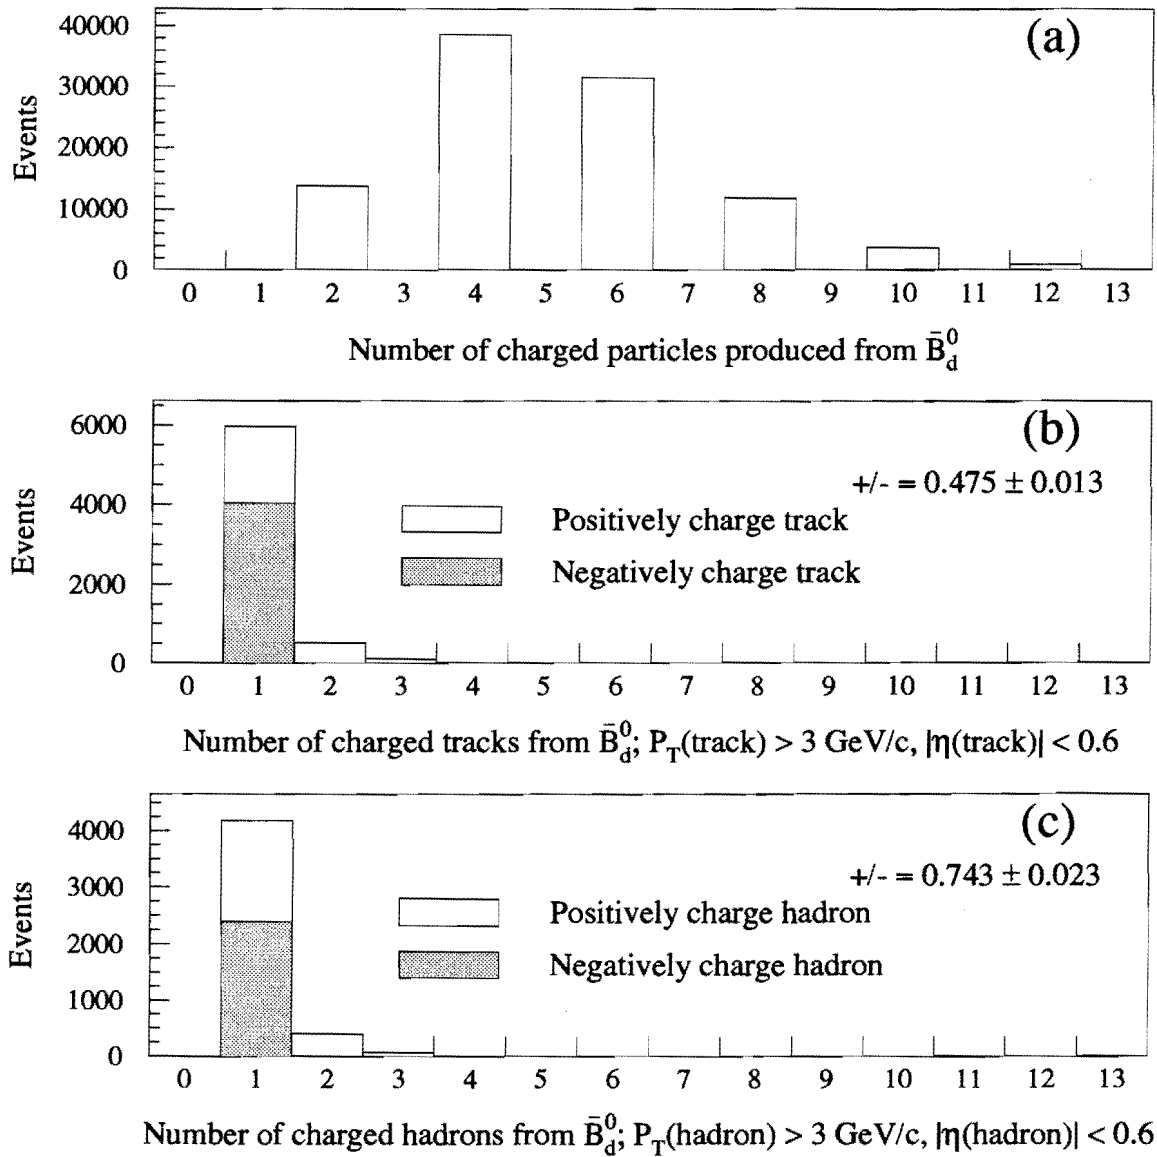 (a)
40000
30000
20000
10000
0
Events
0 1 2 3 4 5 6 7 8 9 10 11 12 13
Number of charged particles produced from B̄⁰_d
(b)
6000
4000
2000
0
Events
+/- = 0.475 ± 0.013
Positively charge track
Negatively charge track
0 1 2 3 4 5 6 7 8 9 10 11 12 13
Number of charged tracks from B̄⁰_d; P_T(track) > 3 GeV/c, |η(track)| < 0.6
(c)
4000
3000
2000
1000
0
Events
+/- = 0.743 ± 0.023
Positively charge hadron
Negatively charge hadron
0 1 2 3 4 5 6 7 8 9 10 11 12 13
Number of charged hadrons from B̄⁰_d; P_T(hadron) > 3 GeV/c, |η(hadron)| < 0.6